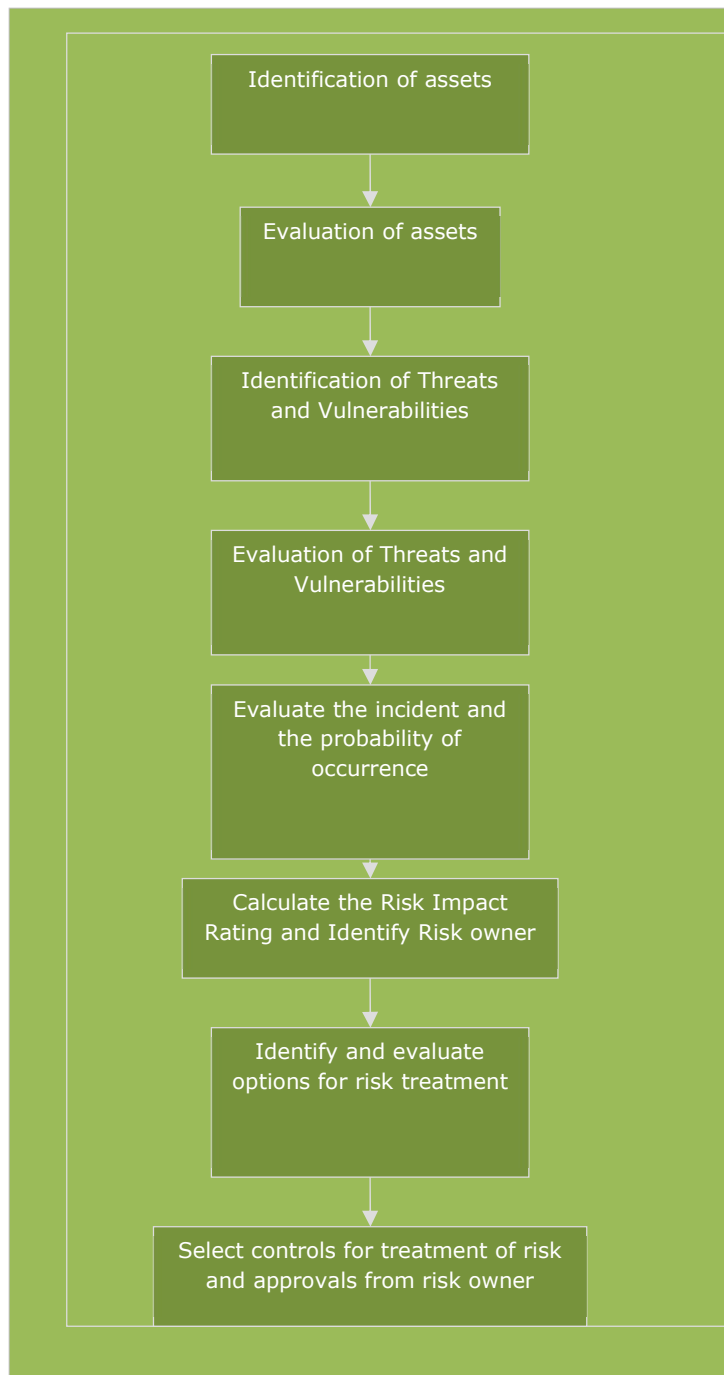 Identification of assets
Evaluation of assets
Identification of Threats
and Vulnerabilities
Evaluation of Threats and
Vulnerabilities
Evaluate the incident and
the probability of
occurrence
Calculate the Risk Impact
Rating and Identify Risk owner
Identify and evaluate
options for risk treatment
Select controls for treatment of risk
and approvals from risk owner